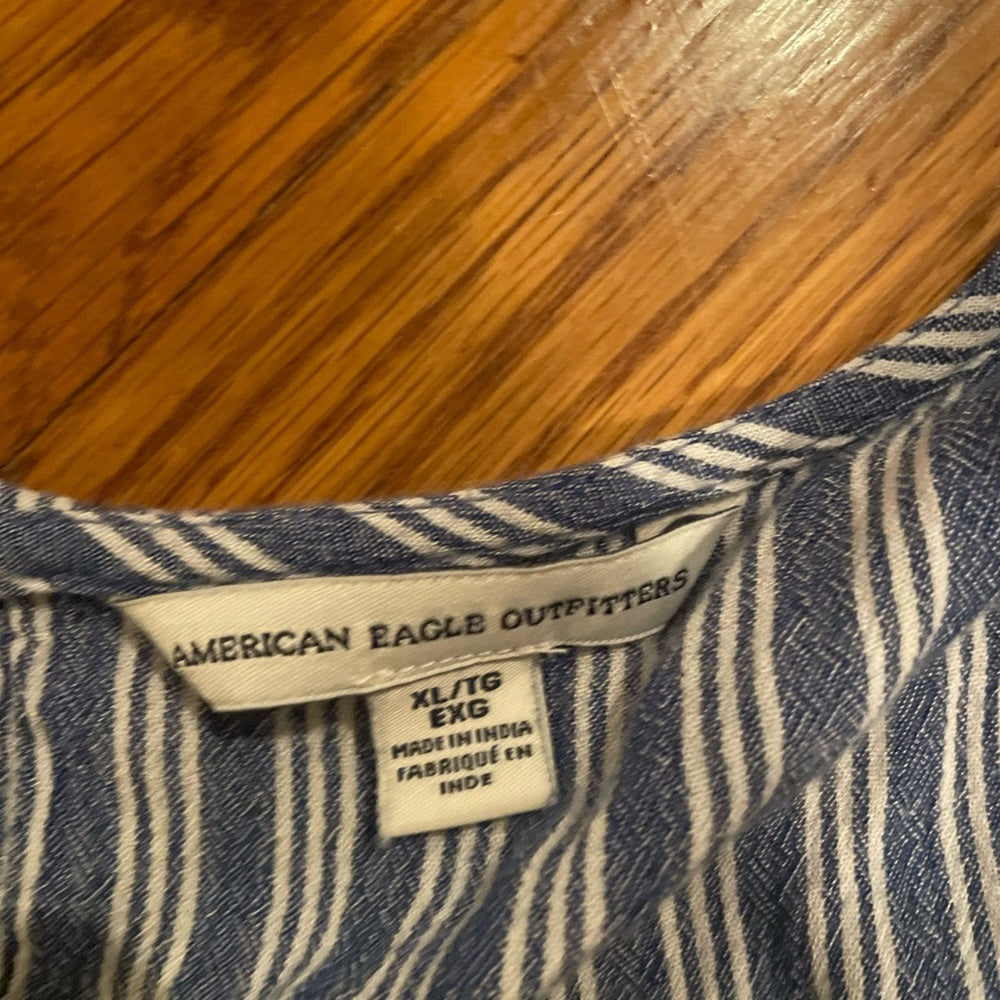 AMERICAN EAGLE OUTFITTERS
XL/TG
EXG
MADE IN INDIA
FABRIQUÉ EN
INDE